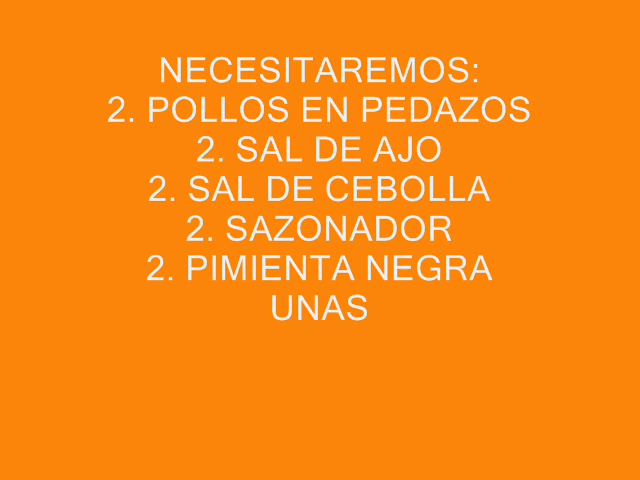 NECESITAREMOS:
2. POLLOS EN PEDAZOS
2. SAL DE AJO
2. SAL DE CEBOLLA
2. SAZONADOR
2. PIMIENTA NEGRA
UNAS